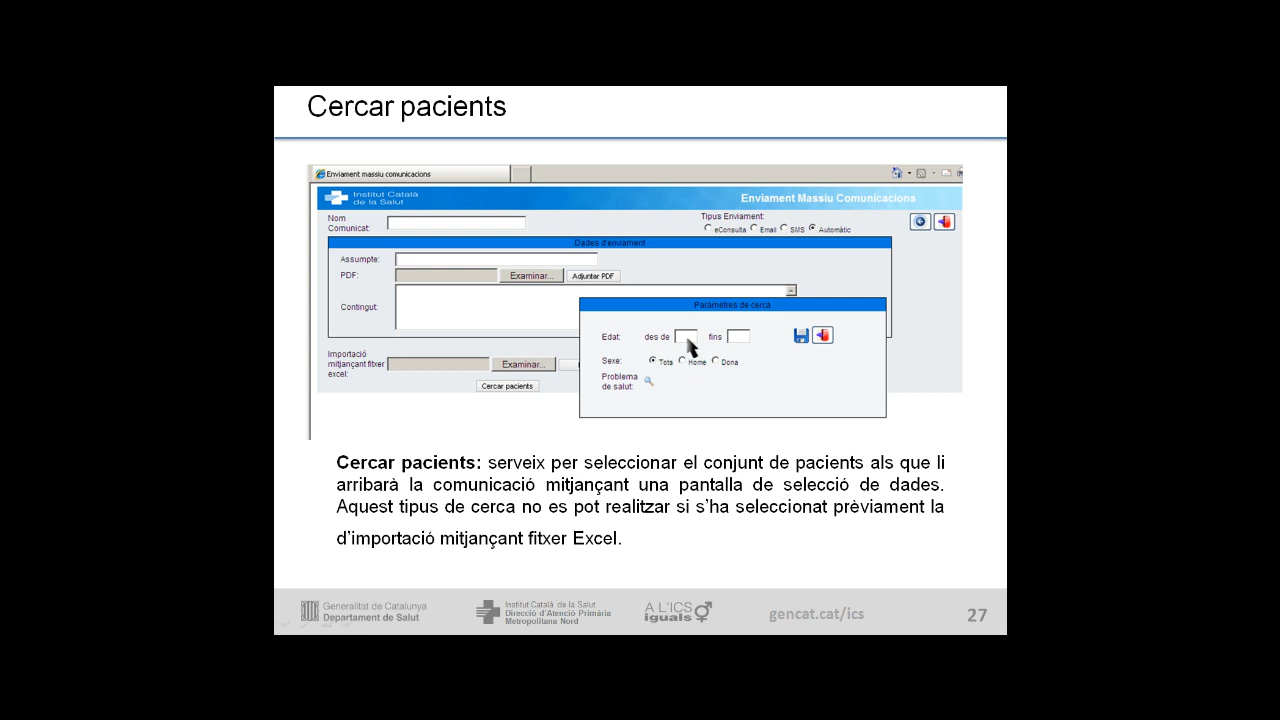 Cercar pacients
Enviament massiu comunicacions
Institut Català
de la Salut
Enviament Massiu Comunicacions
Nom
Comunicat:
Tipus Enviament:
eConsulta Email SMS Automàtic
Dades d'enviament
Assumpte:
PDF:
Examinar...
Adjuntar PDF
Contingut:
Paràmetres de cerca
Edat: des de fins
Sexe: Tots Home Dona
Problema
de salut:
Importació
mitjançant fitxer
excel:
Examinar...
Cercar pacients
Cercar pacients: serveix per seleccionar el conjunt de pacients als que li
arribarà la comunicació mitjançant una pantalla de selecció de dades.
Aquest tipus de cerca no es pot realitzar si s'ha seleccionat prèviament la
d'importació mitjançant fitxer Excel.
Generalitat de Catalunya
Departament de Salut
Institut Català de la Salut
Direcció d'Atenció Primària
Metropolitana Nord
A L'ICS
iguals
gencat.cat/ics
27